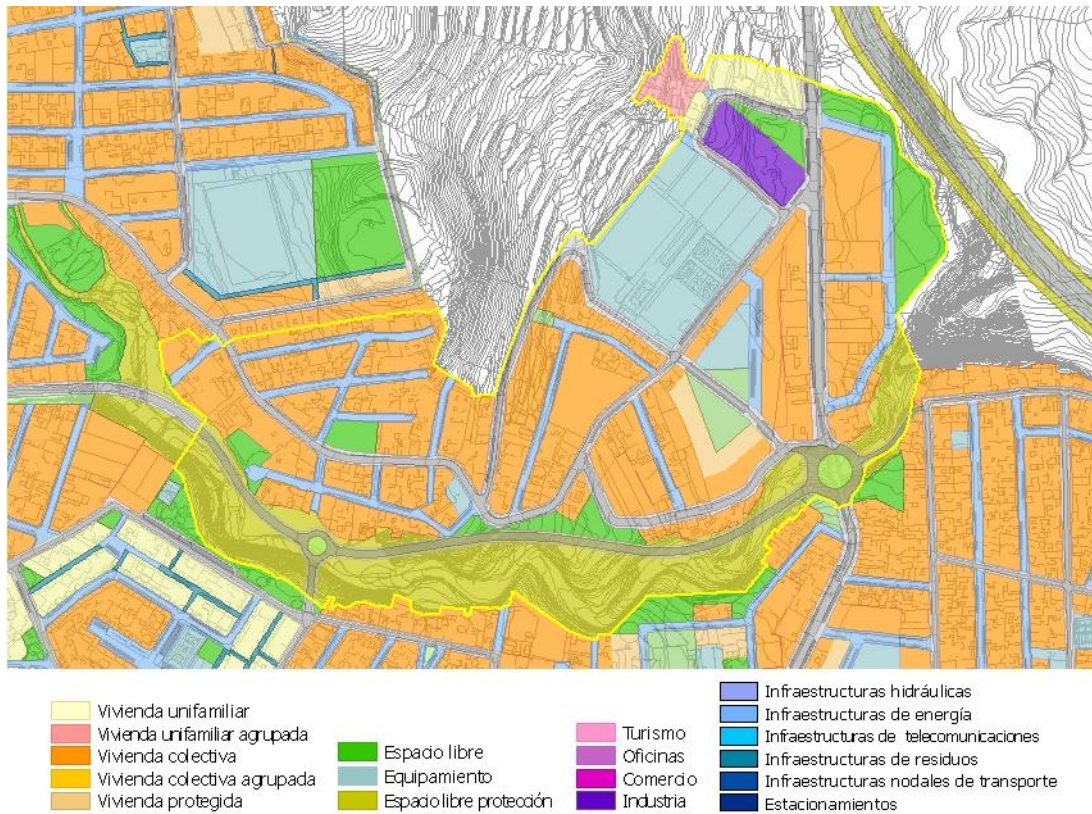 Vivienda unifamiliar
Vivienda unifamiliar agrupada
Vivienda colectiva
Vivienda colectiva agrupada
Vivienda protegida
Espacio libre
Equipamiento
Espacio libre protección
Turismo
Oficinas
Comercio
Industria
Infraestructuras hidráulicas
Infraestructuras de energía
Infraestructuras de telecomunicaciones
Infraestructuras de residuos
Infraestructuras nodales de transporte
Estacionamientos